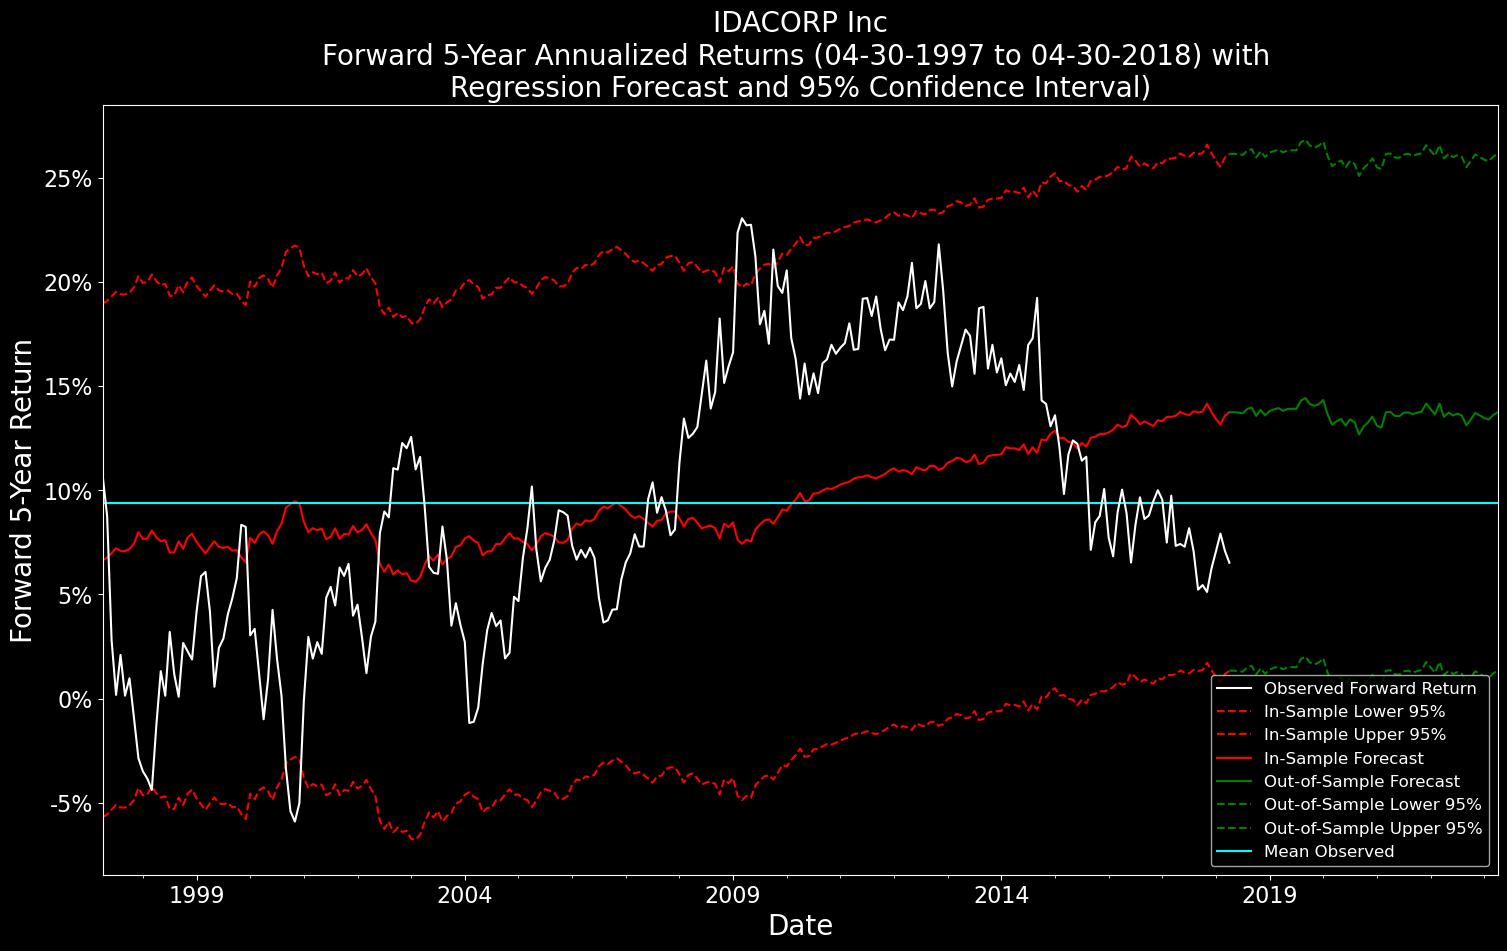 IDACORP Inc
Forward 5-Year Annualized Returns (04-30-1997 to 04-30-2018) with
Regression Forecast and 95% Confidence Interval)
Forward 5-Year Return
25%
20%
15%
10%
5%
0%
-5%
Observed Forward Return
In-Sample Lower 95%
In-Sample Upper 95%
In-Sample Forecast
Out-of-Sample Forecast
Out-of-Sample Lower 95%
Out-of-Sample Upper 95%
Mean Observed
1999 2004 2009 2014 2019
Date